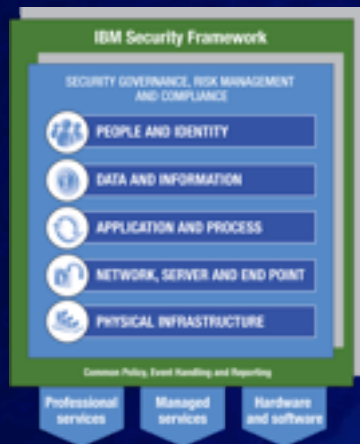 IBM Security Framework
SECURITY GOVERNANCE, RISK MANAGEMENT
AND COMPLIANCE
PEOPLE AND IDENTITY
DATA AND INFORMATION
APPLICATION AND PROCESS
NETWORK, SERVER AND END POINT
PHYSICAL INFRASTRUCTURE
Common Policy, Event Handling and Reporting
Professional services
Managed services
Hardware and software